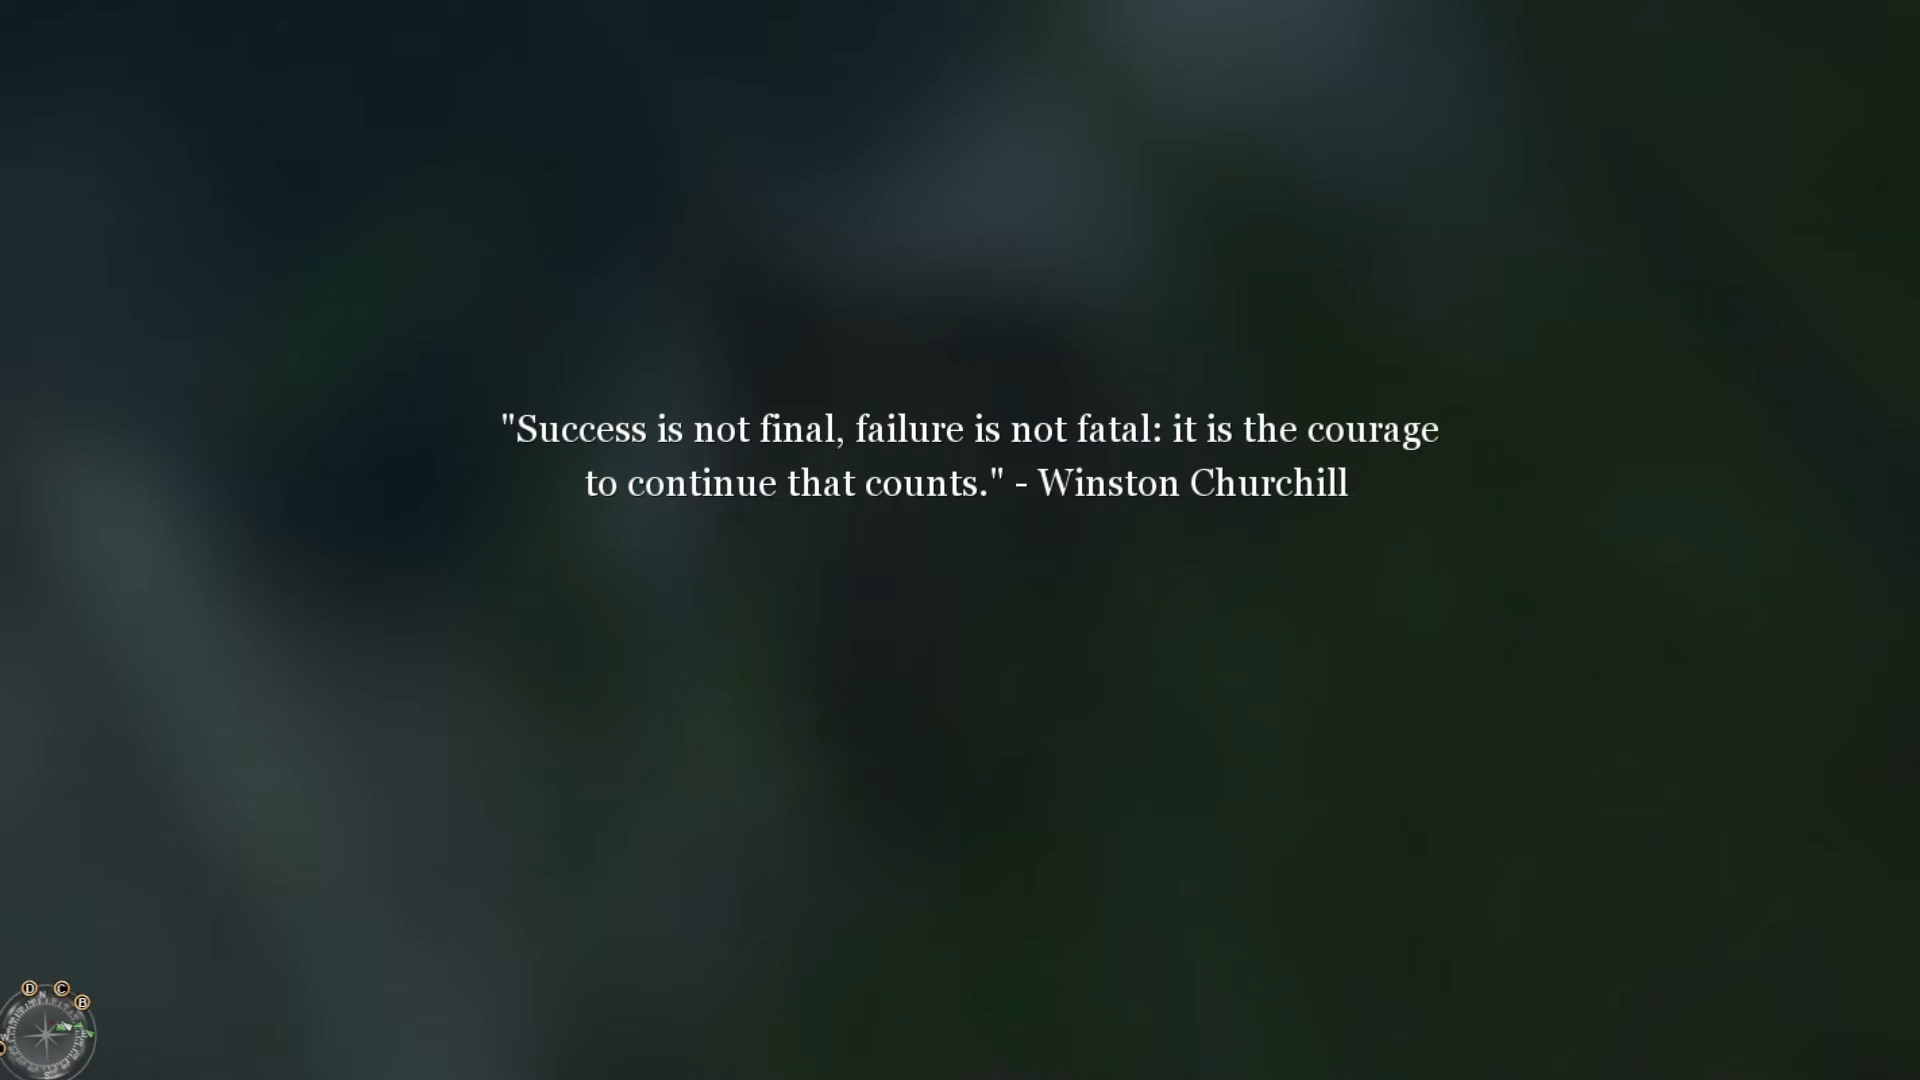 "Success is not final, failure is not fatal: it is the courage
to continue that counts." - Winston Churchill
D
C
B
N
W
E
S